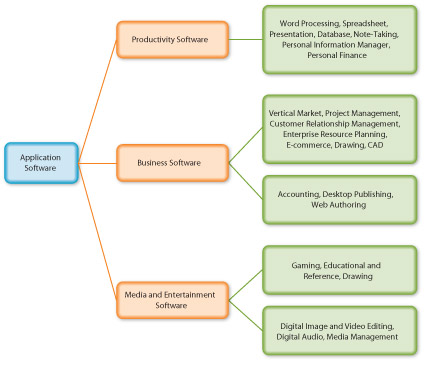 Application
Software
Productivity Software
Word Processing, Spreadsheet,
Presentation, Database, Note-Taking,
Personal Information Manager,
Personal Finance
Business Software
Vertical Market, Project Management,
Customer Relationship Management,
Enterprise Resource Planning,
E-commerce, Drawing, CAD
Accounting, Desktop Publishing,
Web Authoring
Media and Entertainment
Software
Gaming, Educational and
Reference, Drawing
Digital Image and Video Editing,
Digital Audio, Media Management